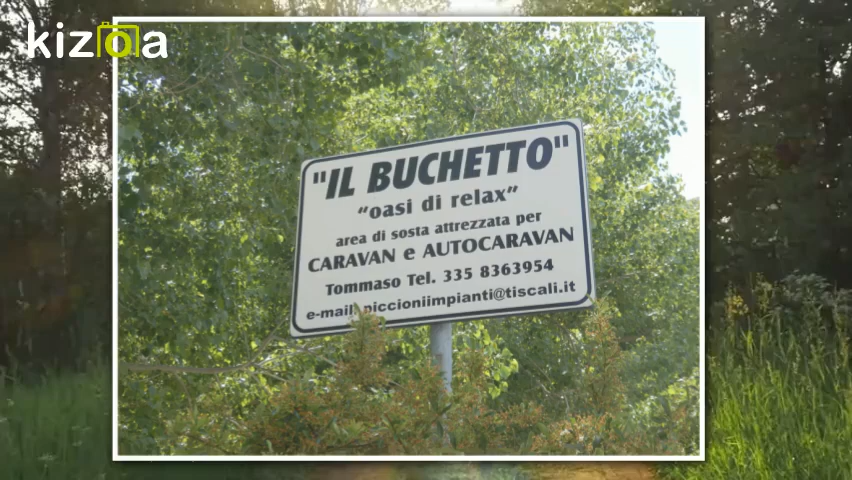 kizoa
"IL BUCHETTO"
"oasi di relax"
area di sosta attrezzata per
CARAVAN e AUTOCARAVAN
Tommaso Tel. 335 8363954
e-mail: piccioniimpianti@tiscali.it